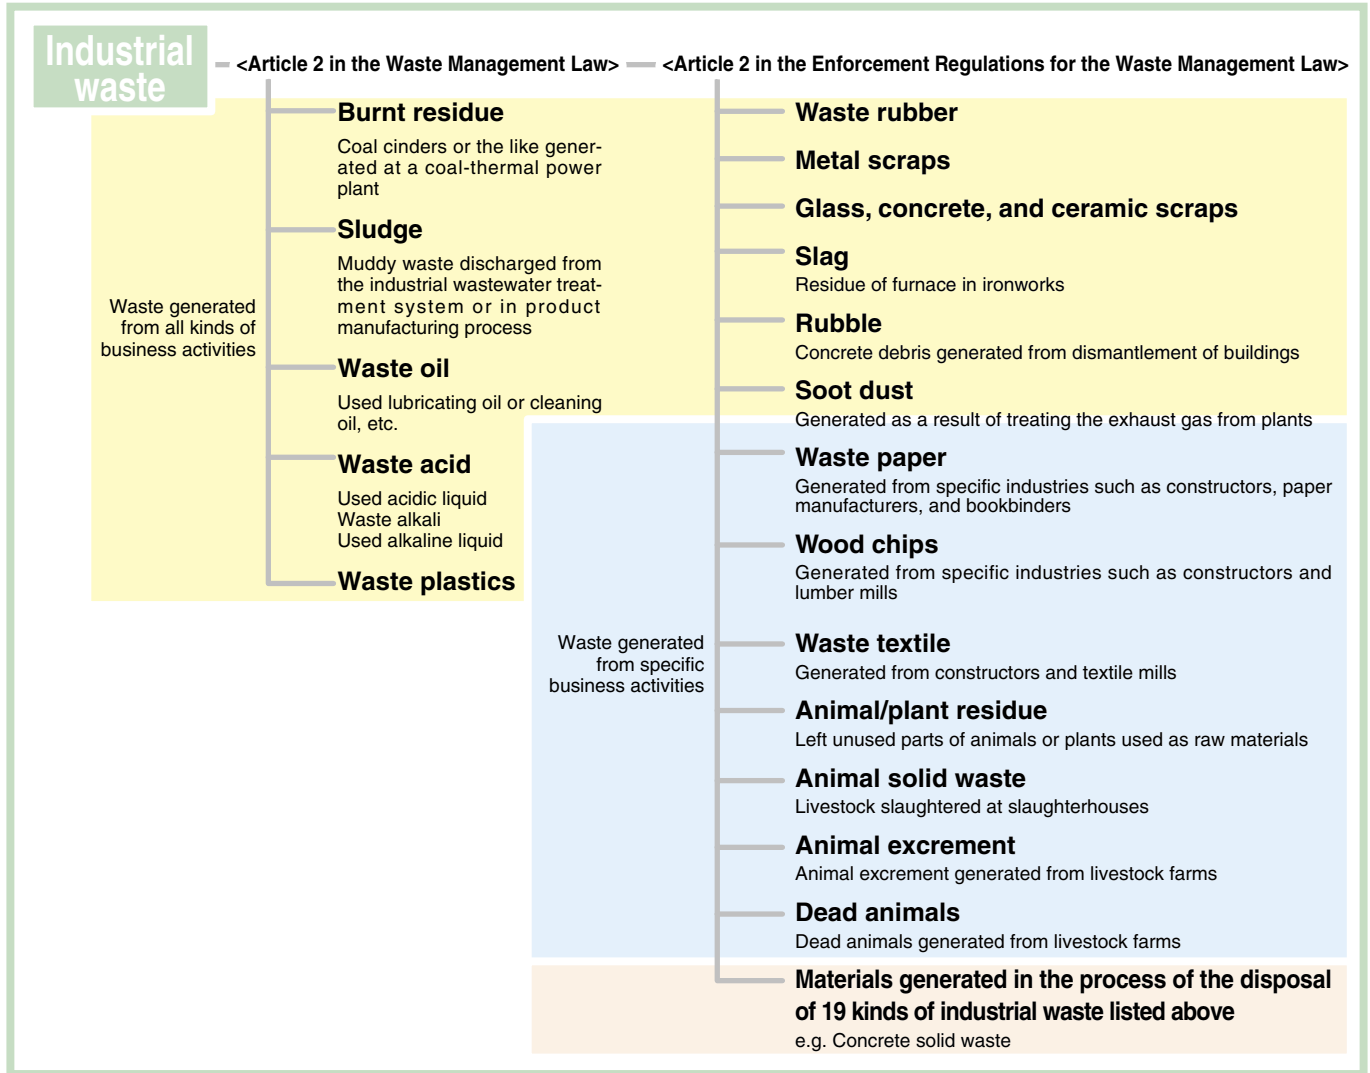 Industrial
waste
<Article 2 in the Waste Management Law>
<Article 2 in the Enforcement Regulations for the Waste Management Law>
Waste generated
from all kinds of
business activities
Burnt residue
Coal cinders or the like gener-
ated at a coal-thermal power
plant
Sludge
Muddy waste discharged from
the industrial wastewater treat-
ment system or in product
manufacturing process
Waste oil
Used lubricating oil or cleaning
oil, etc.
Waste acid
Used acidic liquid
Waste alkali
Used alkaline liquid
Waste plastics
Waste rubber
Metal scraps
Glass, concrete, and ceramic scraps
Slag
Residue of furnace in ironworks
Rubble
Concrete debris generated from dismantlement of buildings
Soot dust
Generated as a result of treating the exhaust gas from plants
Waste generated
from specific
business activities
Waste paper
Generated from specific industries such as constructors, paper
manufacturers, and bookbinders
Wood chips
Generated from specific industries such as constructors and
lumber mills
Waste textile
Generated from constructors and textile mills
Animal/plant residue
Left unused parts of animals or plants used as raw materials
Animal solid waste
Livestock slaughtered at slaughterhouses
Animal excrement
Animal excrement generated from livestock farms
Dead animals
Dead animals generated from livestock farms
Materials generated in the process of the disposal
of 19 kinds of industrial waste listed above
e.g. Concrete solid waste